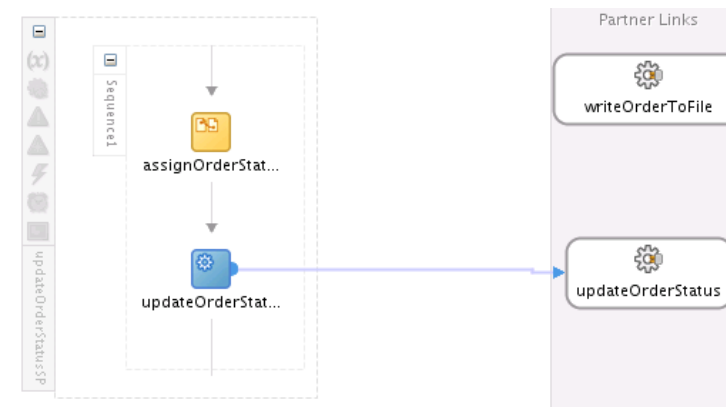 Partner Links
(x)
Sequence1
writeOrderToFile
assignOrderStat...
updateOrderStatusSP
updateOrderStatus
updateOrderStat...